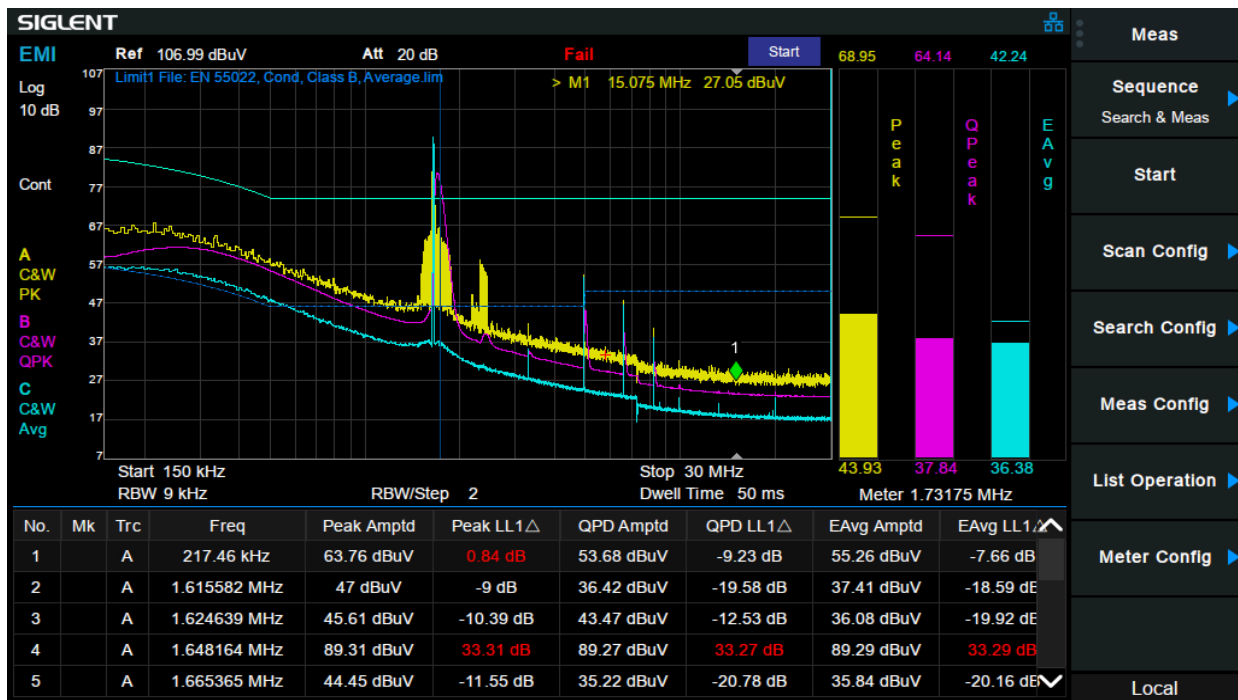 SIGLENT
EMI Ref 106.99 dBuV Att 20 dB Fail Start 68.95 64.14 42.24
Limit1 File: EN 55022, Cond, Class B, Average.lim
> M1 15.075 MHz 27.05 dBuV
Log
10 dB
Cont
A
C&W
PK
B
C&W
QPK
C
C&W
Avg
107
97
87
77
67
57
47
37
27
17
7
1
Peak
QPeak
EAvg
43.93 37.84 36.38
Start 150 kHz Stop 30 MHz
RBW 9 kHz RBW/Step 2 Dwell Time 50 ms Meter 1.73175 MHz
No. Mk Trc Freq Peak Amptd Peak LL1△ QPD Amptd QPD LL1△ EAvg Amptd EAvg LL1△
1 A 217.46 kHz 63.76 dBuV 0.84 dB 53.68 dBuV -9.23 dB 55.26 dBuV -7.66 dB
2 A 1.615582 MHz 47 dBuV -9 dB 36.42 dBuV -19.58 dB 37.41 dBuV -18.59 dB
3 A 1.624639 MHz 45.61 dBuV -10.39 dB 43.47 dBuV -12.53 dB 36.08 dBuV -19.92 dB
4 A 1.648164 MHz 89.31 dBuV 33.31 dB 89.27 dBuV 33.27 dB 89.29 dBuV 33.29 dB
5 A 1.665365 MHz 44.45 dBuV -11.55 dB 35.22 dBuV -20.78 dB 35.84 dBuV -20.16 dB
Meas
Sequence
Search & Meas
Start
Scan Config
Search Config
Meas Config
List Operation
Meter Config
Local